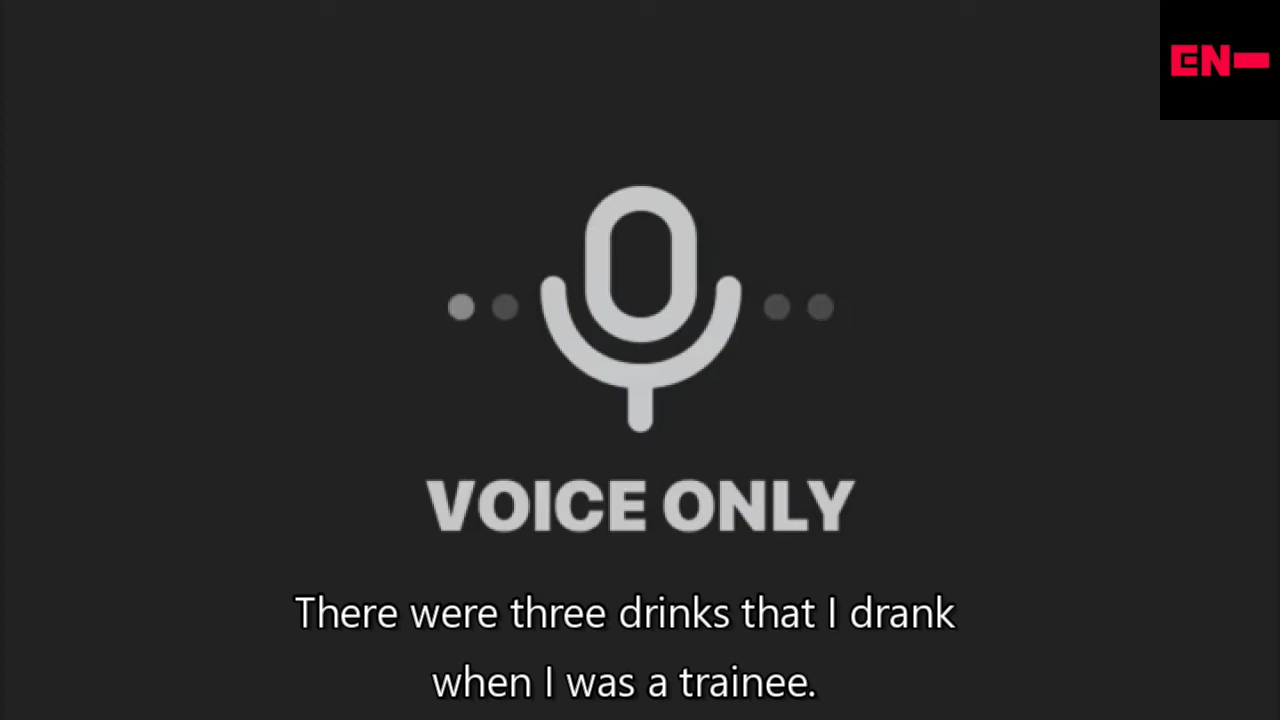 EN-
VOICE ONLY
There were three drinks that I drank
when I was a trainee.